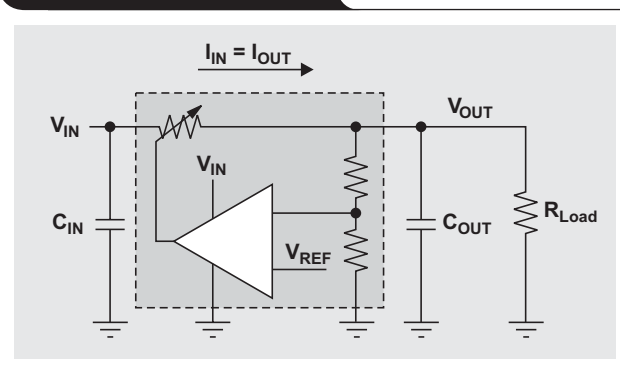 I_IN = I_OUT
V_IN
V_OUT
V_IN
C_IN
V_REF
C_OUT
R_Load